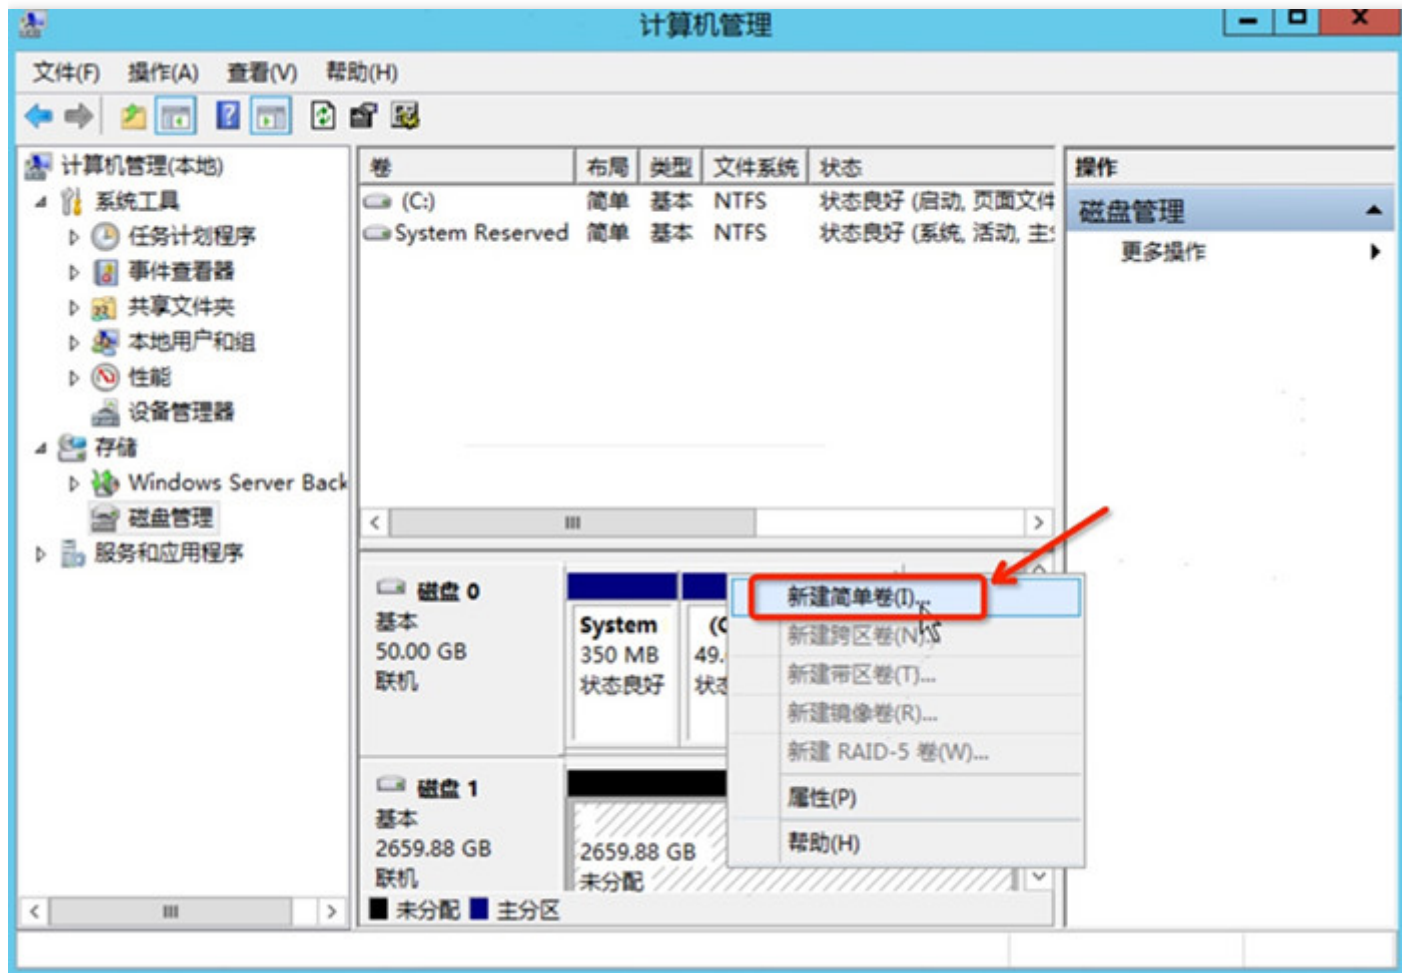 计算机管理
文件(F) 操作(A) 查看(V) 帮助(H)
计算机管理(本地)
系统工具
任务计划程序
事件查看器
共享文件夹
本地用户和组
性能
设备管理器
存储
Windows Server Back
磁盘管理
服务和应用程序
卷 布局 类型 文件系统 状态
(C:) 简单 基本 NTFS 状态良好 (启动, 页面文件
System Reserved 简单 基本 NTFS 状态良好 (系统, 活动, 主
操作
磁盘管理
更多操作
磁盘 0
基本
50.00 GB
联机
System
350 MB
状态良好
(C
49.
状态
磁盘 1
基本
2659.88 GB
联机
2659.88 GB
未分配
新建简单卷(I)...
新建跨区卷(N)...
新建带区卷(T)...
新建镜像卷(R)...
新建 RAID-5 卷(W)...
属性(P)
帮助(H)
未分配 主分区